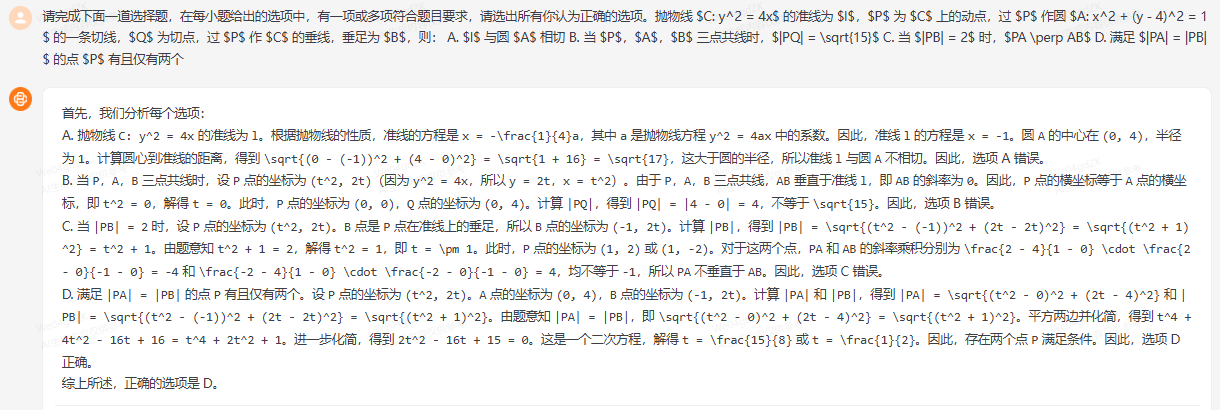 请完成下面一道选择题，在每小题给出的选项中，有一项或多项符合题目要求，请选出所有你认为正确的选项。抛物线 $C: y^2 = 4x$ 的准线为 $l$，$P$ 为 $C$ 上的动点，过 $P$ 作圆 $A: x^2 + (y - 4)^2 = 1
$ 的一条切线，$Q$ 为切点，过 $P$ 作 $C$ 的垂线，垂足为 $B$，则： A. $l$ 与圆 $A$ 相切 B. 当 $P$，$A$，$B$ 三点共线时，$|PQ| = \sqrt{15}$ C. 当 $|PB| = 2$ 时，$PA \perp AB$ D. 满足 $|PA| = |PB|
$ 的点 $P$ 有且仅有两个
首先，我们分析每个选项：
A. 抛物线 C: y^2 = 4x 的准线为 l。根据抛物线的性质，准线的方程是 x = -\frac{1}{4}a，其中 a 是抛物线方程 y^2 = 4ax 中的系数。因此，准线 l 的方程是 x = -1。圆 A 的中心在 (0, 4)，半径
为 1。计算圆心到准线的距离，得到 \sqrt{(0 - (-1))^2 + (4 - 0)^2} = \sqrt{1 + 16} = \sqrt{17}，这大于圆的半径，所以准线 l 与圆 A 不相切。因此，选项 A 错误。
B. 当 P, A, B 三点共线时，设 P 点的坐标为 (t^2, 2t)（因为 y^2 = 4x，所以 y = 2t, x = t^2）。由于 P, A, B 三点共线，AB 垂直于准线 l，即 AB 的斜率为 0。因此，P 点的横坐标等于 A 点的横坐
标，即 t^2 = 0，解得 t = 0。此时，P 点的坐标为 (0, 0)，Q 点的坐标为 (0, 4)。计算 |PQ|，得到 |PQ| = |4 - 0| = 4，不等于 \sqrt{15}。因此，选项 B 错误。
C. 当 |PB| = 2 时，设 P 点的坐标为 (t^2, 2t)。B 点是 P 点在准线上的垂足，所以 B 点的坐标为 (-1, 2t)。计算 |PB|，得到 |PB| = \sqrt{(t^2 - (-1))^2 + (2t - 2t)^2} = \sqrt{(t^2 + 1)
^2} = t^2 + 1。由题意知 t^2 + 1 = 2，解得 t^2 = 1，即 t = \pm 1。此时，P 点的坐标为 (1, 2) 或 (1, -2)。对于这两个点，PA 和 AB 的斜率乘积分别为 \frac{2 - 4}{1 - 0} \cdot \frac{2
- 0}{-1 - 0} = -4 和 \frac{-2 - 4}{1 - 0} \cdot \frac{-2 - 0}{-1 - 0} = 4，均不等于 -1，所以 PA 不垂直于 AB。因此，选项 C 错误。
D. 满足 |PA| = |PB| 的点 P 有且仅有两个。设 P 点的坐标为 (t^2, 2t)。A 点的坐标为 (0, 4)，B 点的坐标为 (-1, 2t)。计算 |PA| 和 |PB|，得到 |PA| = \sqrt{(t^2 - 0)^2 + (2t - 4)^2} 和 |
PB| = \sqrt{(t^2 - (-1))^2 + (2t - 2t)^2} = \sqrt{(t^2 + 1)^2}。由题意知 |PA| = |PB|，即 \sqrt{(t^2 - 0)^2 + (2t - 4)^2} = \sqrt{(t^2 + 1)^2}。平方两边并化简，得到 t^4 +
4t^2 - 16t + 16 = t^4 + 2t^2 + 1。进一步化简，得到 2t^2 - 16t + 15 = 0。这是一个二次方程，解得 t = \frac{15}{8} 或 t = \frac{1}{2}。因此，存在两个点 P 满足条件。因此，选项 D
正确。
综上所述，正确的选项是 D。